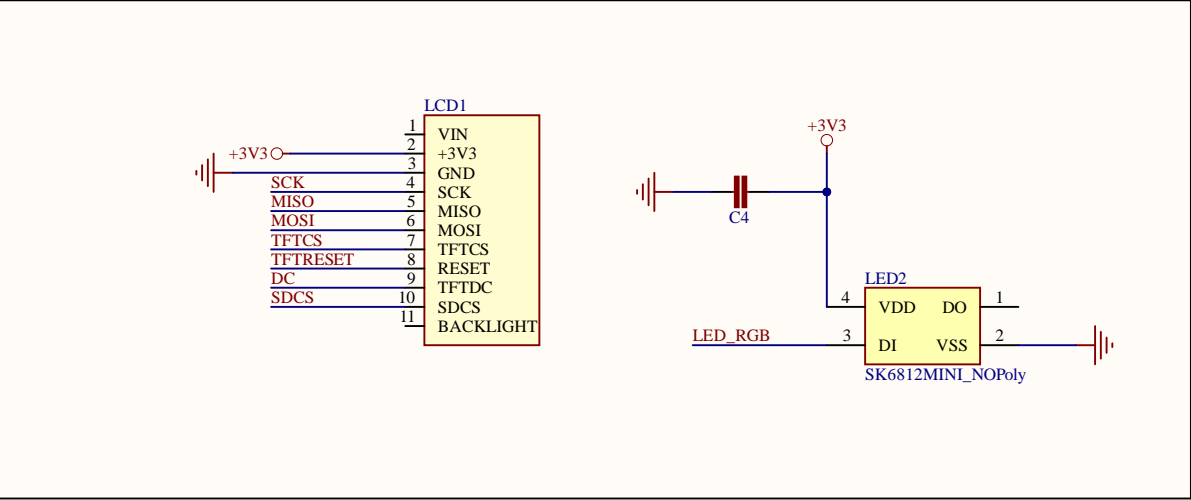 LCD1
1 VIN
+3V3 2 +3V3
3 GND
SCK 4 SCK
MISO 5 MISO
MOSI 6 MOSI
TFTCS 7 TFTCS
TFTRESET 8 RESET
DC 9 TFTDC
SDCS 10 SDCS
11 BACKLIGHT
+3V3
C4
LED2
4 VDD DO 1
LED_RGB 3 DI VSS 2
SK6812MINI_NOPoly